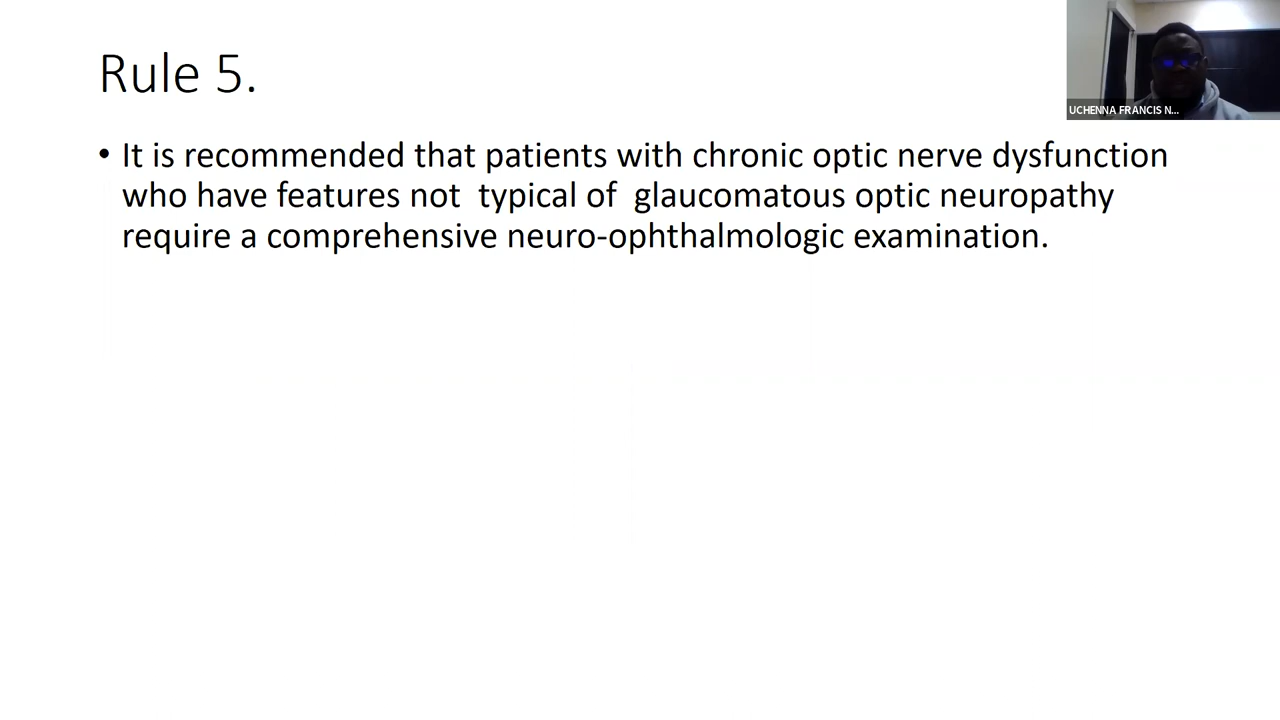 Rule 5.
UCHENNA FRANCIS N...
• It is recommended that patients with chronic optic nerve dysfunction
who have features not  typical of  glaucomatous optic neuropathy
require a comprehensive neuro-ophthalmologic examination.